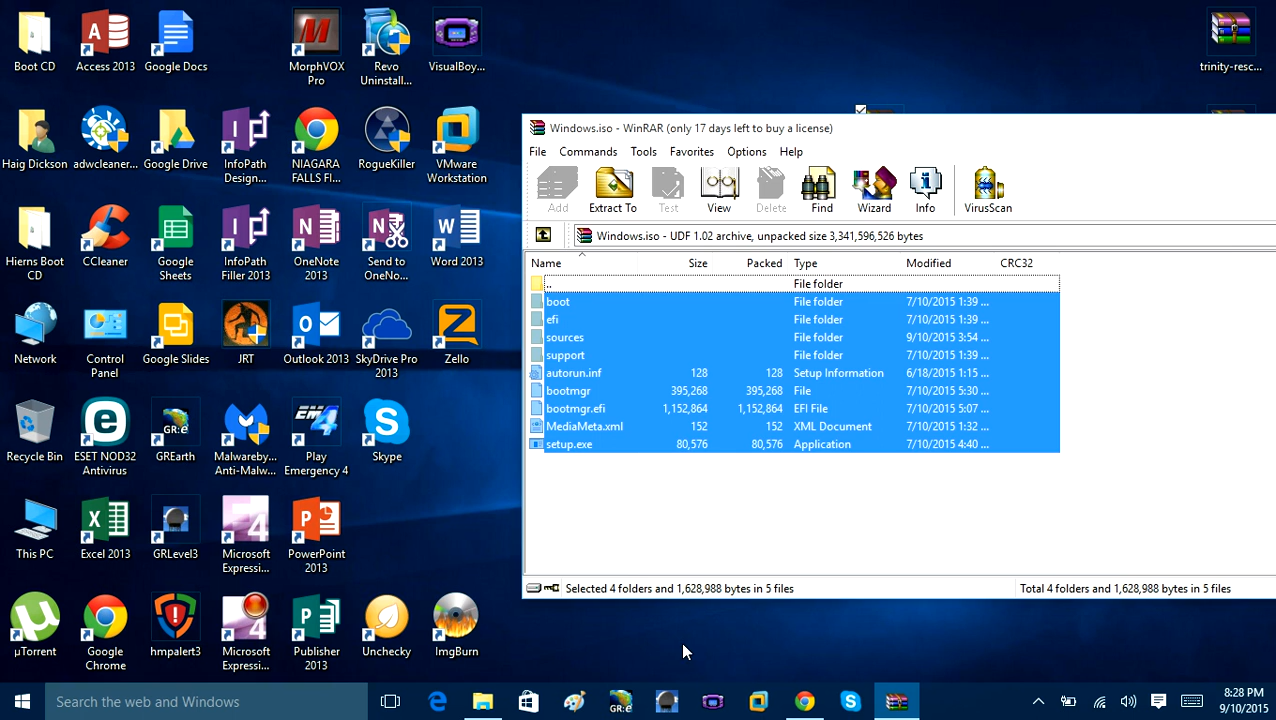 Boot CD
Access 2013
Google Docs
MorphVOX
Pro
Revo
Uninstall...
VisualBoy...
trinity-resc...
Haig Dickson
adwcleaner...
Google Drive
InfoPath
Design...
NIAGARA
FALLS FI...
RogueKiller
VMware
Workstation
Hierns Boot
CD
CCleaner
Google
Sheets
InfoPath
Filler 2013
OneNote
2013
Send to
OneNo...
Word 2013
Network
Control
Panel
Google Slides
JRT
Outlook 2013
SkyDrive Pro
2013
Zello
Recycle Bin
ESET NOD32
Antivirus
GR:e
GREarth
Malwareby...
Anti-Malw...
EM4
Play
Emergency 4
Skype
This PC
Excel 2013
GRLevel3
Microsoft
Expressi...
PowerPoint
2013
µTorrent
Google
Chrome
hmpalert3
Microsoft
Expressi...
Publisher
2013
Unchecky
ImgBurn
Windows.iso - WinRAR (only 17 days left to buy a license)
File Commands Tools Favorites Options Help
Add Extract To Test View Delete Find Wizard Info VirusScan
Windows.iso - UDF 1.02 archive, unpacked size 3,341,596,526 bytes
Name Size Packed Type Modified CRC32
.. File folder
boot File folder 7/10/2015 1:39 ...
efi File folder 7/10/2015 1:39 ...
sources File folder 9/10/2015 3:54 ...
support File folder 7/10/2015 1:39 ...
autorun.inf 128 128 Setup Information 6/18/2015 1:15 ...
bootmgr 395,268 395,268 File 7/10/2015 5:30 ...
bootmgr.efi 1,152,864 1,152,864 EFI File 7/10/2015 5:07 ...
MediaMeta.xml 152 152 XML Document 7/10/2015 1:32 ...
setup.exe 80,576 80,576 Application 7/10/2015 4:40 ...
Selected 4 folders and 1,628,988 bytes in 5 files
Total 4 folders and 1,628,988 bytes in 5 files
Search the web and Windows
GR:e
8:28 PM
9/10/2015